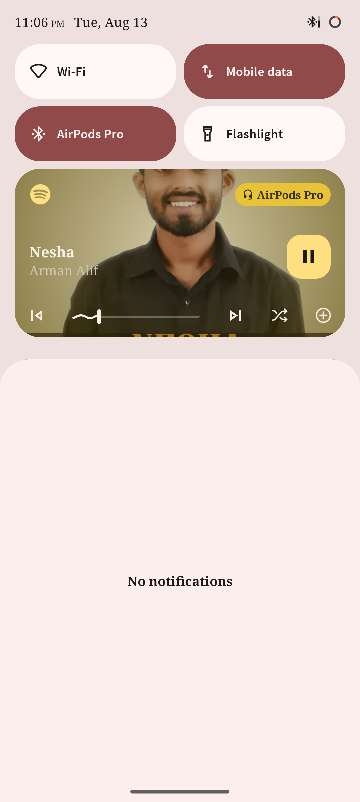 11:06 PM Tue, Aug 13
Wi-Fi
Mobile data
AirPods Pro
Flashlight
AirPods Pro
Nesha
Arman Alif
NESHA
No notifications